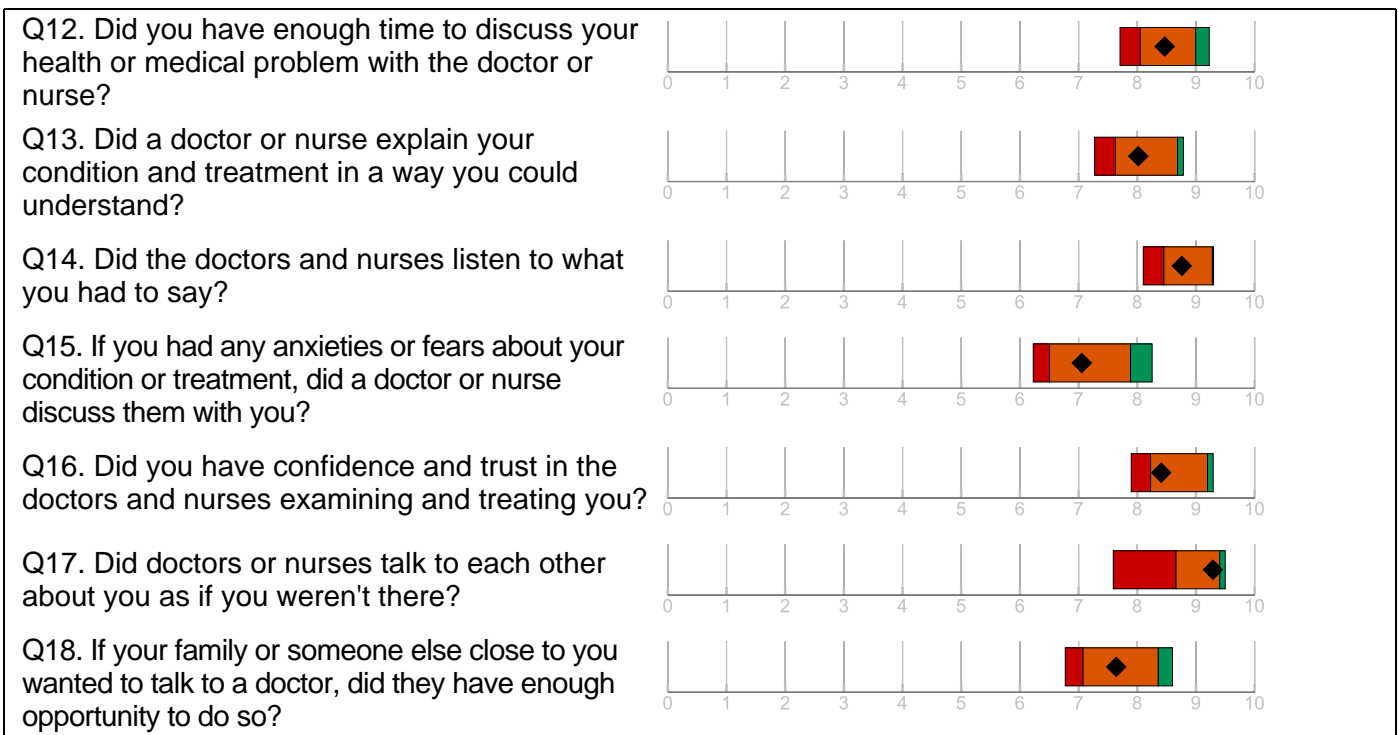 Q12. Did you have enough time to discuss your
health or medical problem with the doctor or
nurse?
0 1 2 3 4 5 6 7 8 9 10
Q13. Did a doctor or nurse explain your
condition and treatment in a way you could
understand?
0 1 2 3 4 5 6 7 8 9 10
Q14. Did the doctors and nurses listen to what
you had to say?
0 1 2 3 4 5 6 7 8 9 10
Q15. If you had any anxieties or fears about your
condition or treatment, did a doctor or nurse
discuss them with you?
0 1 2 3 4 5 6 7 8 9 10
Q16. Did you have confidence and trust in the
doctors and nurses examining and treating you?
0 1 2 3 4 5 6 7 8 9 10
Q17. Did doctors or nurses talk to each other
about you as if you weren't there?
0 1 2 3 4 5 6 7 8 9 10
Q18. If your family or someone else close to you
wanted to talk to a doctor, did they have enough
opportunity to do so?
0 1 2 3 4 5 6 7 8 9 10